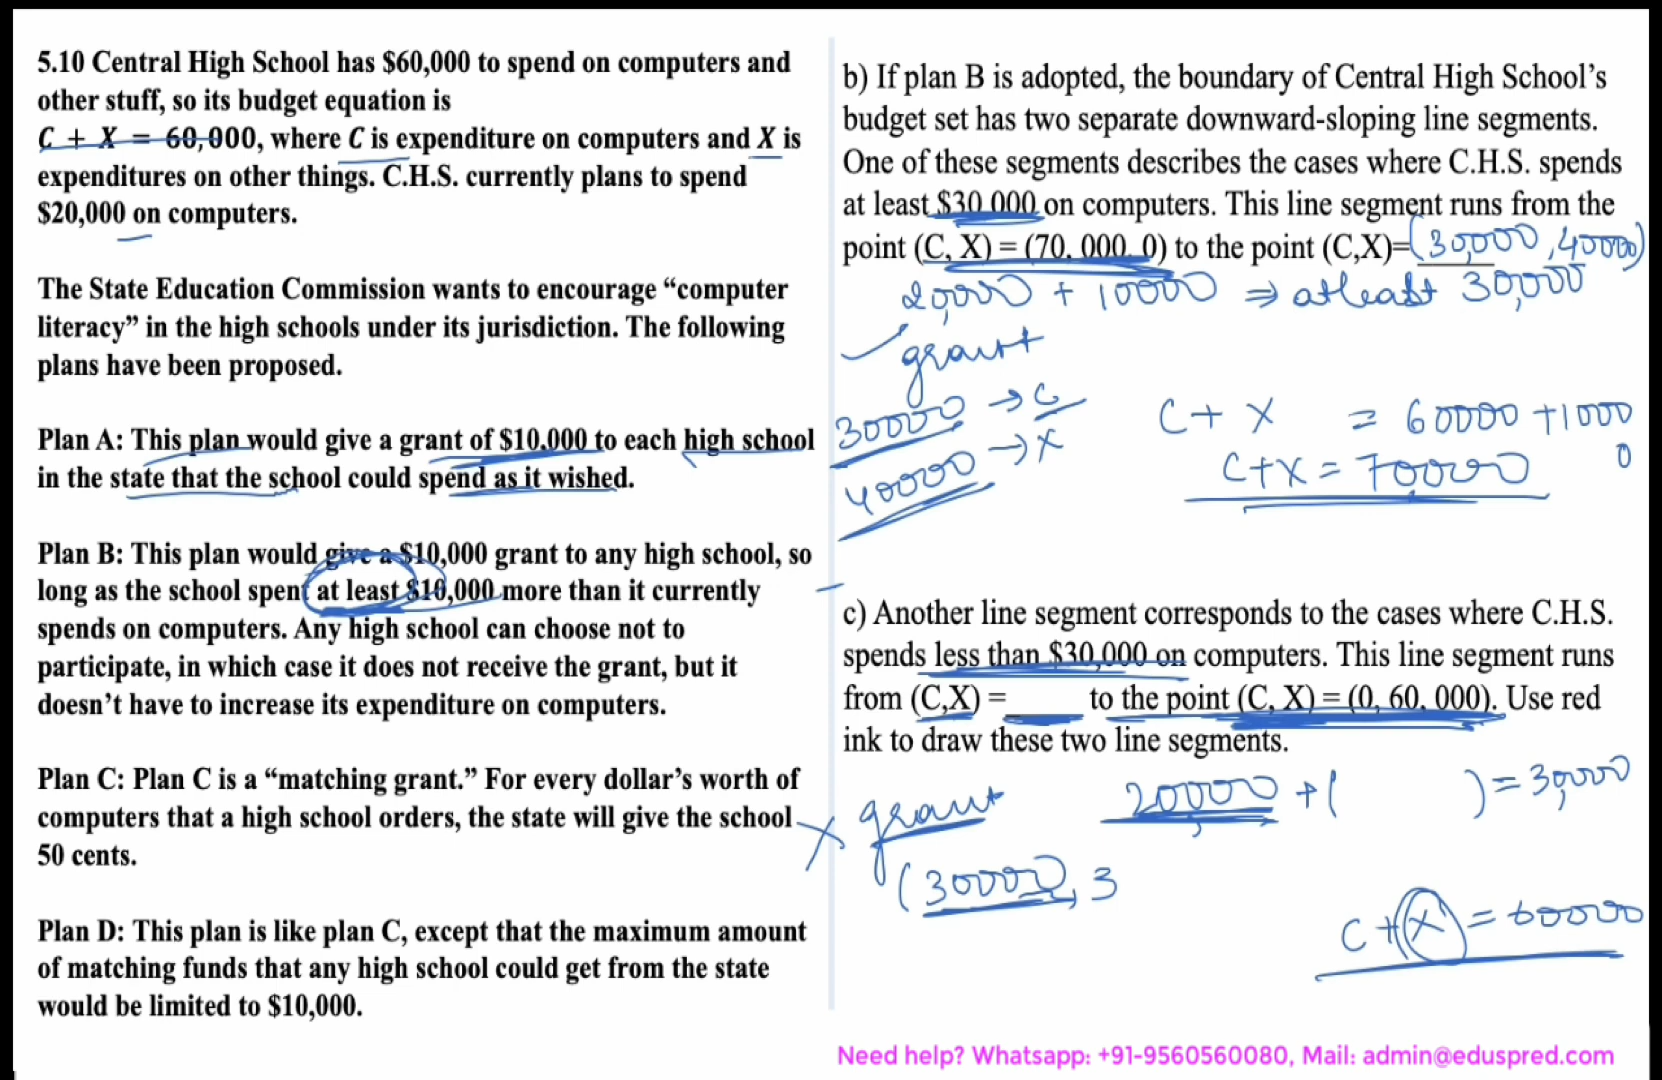 5.10 Central High School has $60,000 to spend on computers and
other stuff, so its budget equation is
C + X = 60,000, where C is expenditure on computers and X is
expenditures on other things. C.H.S. currently plans to spend
$20,000 on computers.
The State Education Commission wants to encourage “computer
literacy” in the high schools under its jurisdiction. The following
plans have been proposed.
Plan A: This plan would give a grant of $10,000 to each high school
in the state that the school could spend as it wished.
Plan B: This plan would give a $10,000 grant to any high school, so
long as the school spent at least $10,000 more than it currently
spends on computers. Any high school can choose not to
participate, in which case it does not receive the grant, but it
doesn’t have to increase its expenditure on computers.
Plan C: Plan C is a “matching grant.” For every dollar’s worth of
computers that a high school orders, the state will give the school
50 cents.
Plan D: This plan is like plan C, except that the maximum amount
of matching funds that any high school could get from the state
would be limited to $10,000.
b) If plan B is adopted, the boundary of Central High School’s
budget set has two separate downward-sloping line segments.
One of these segments describes the cases where C.H.S. spends
at least $30 000 on computers. This line segment runs from the
point (C, X) = (70, 000, 0) to the point (C,X)=(30,000, 40000)
20,000 + 10000 ⇒ atleast 30,000
grant
30000 → C
40000 → X
C + X = 60000 + 10000
C + X = 70,000
c) Another line segment corresponds to the cases where C.H.S.
spends less than $30,000 on computers. This line segment runs
from (C,X) = ____ to the point (C, X) = (0, 60, 000). Use red
ink to draw these two line segments.
X grant 20,000 + ( ) = 30,000
(30000, 3
C + X = 60000
Need help? Whatsapp: +91-9560560080, Mail: admin@eduspred.com